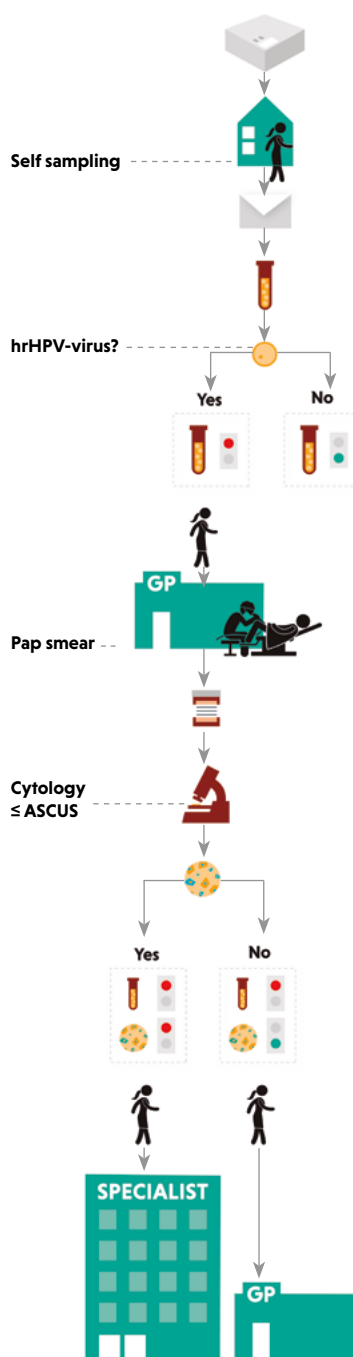 Self sampling
hrHPV-virus?
Yes
No
GP
Pap smear
Cytology
≤ ASCUS
Yes
No
SPECIALIST
GP